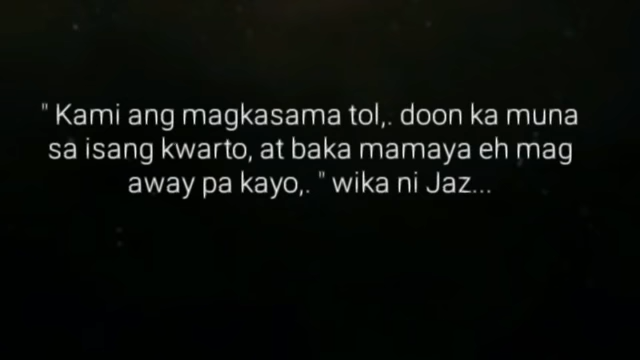 " Kami ang magkasama tol,. doon ka muna
sa isang kwarto, at baka mamaya eh mag
away pa kayo,. " wika ni Jaz...